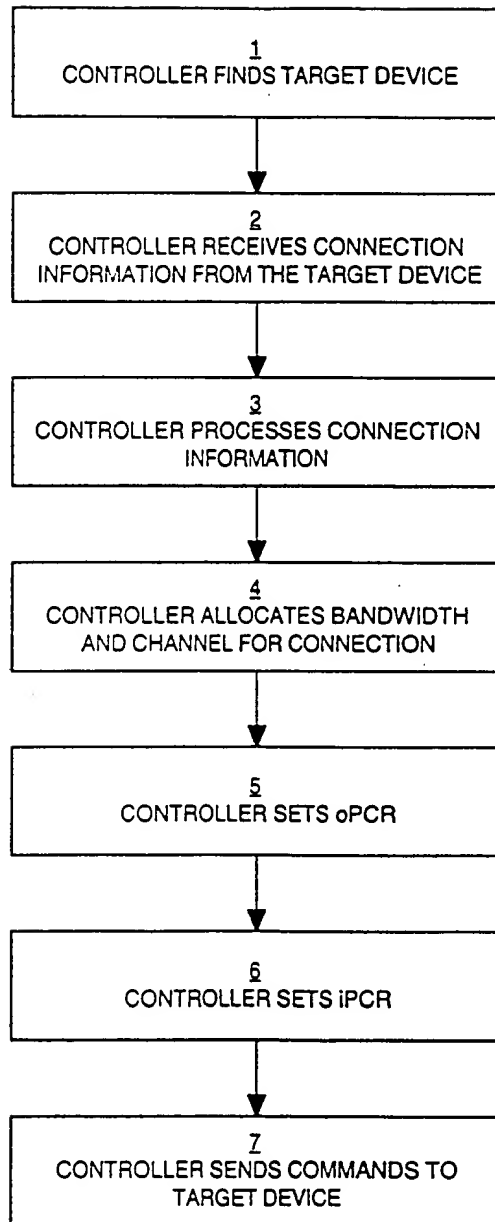 1
CONTROLLER FINDS TARGET DEVICE
2
CONTROLLER RECEIVES CONNECTION
INFORMATION FROM THE TARGET DEVICE
3
CONTROLLER PROCESSES CONNECTION
INFORMATION
4
CONTROLLER ALLOCATES BANDWIDTH
AND CHANNEL FOR CONNECTION
5
CONTROLLER SETS oPCR
6
CONTROLLER SETS iPCR
7
CONTROLLER SENDS COMMANDS TO
TARGET DEVICE